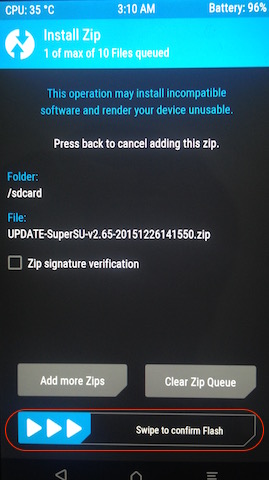 CPU: 35 °C 3:10 AM Battery: 96%
Install Zip
1 of max of 10 Files queued
This operation may install incompatible
software and render your device unusable.
Press back to cancel adding this zip.
Folder:
/sdcard
File:
UPDATE-SuperSU-v2.65-20151226141550.zip
Zip signature verification
Add more Zips Clear Zip Queue
Swipe to confirm Flash